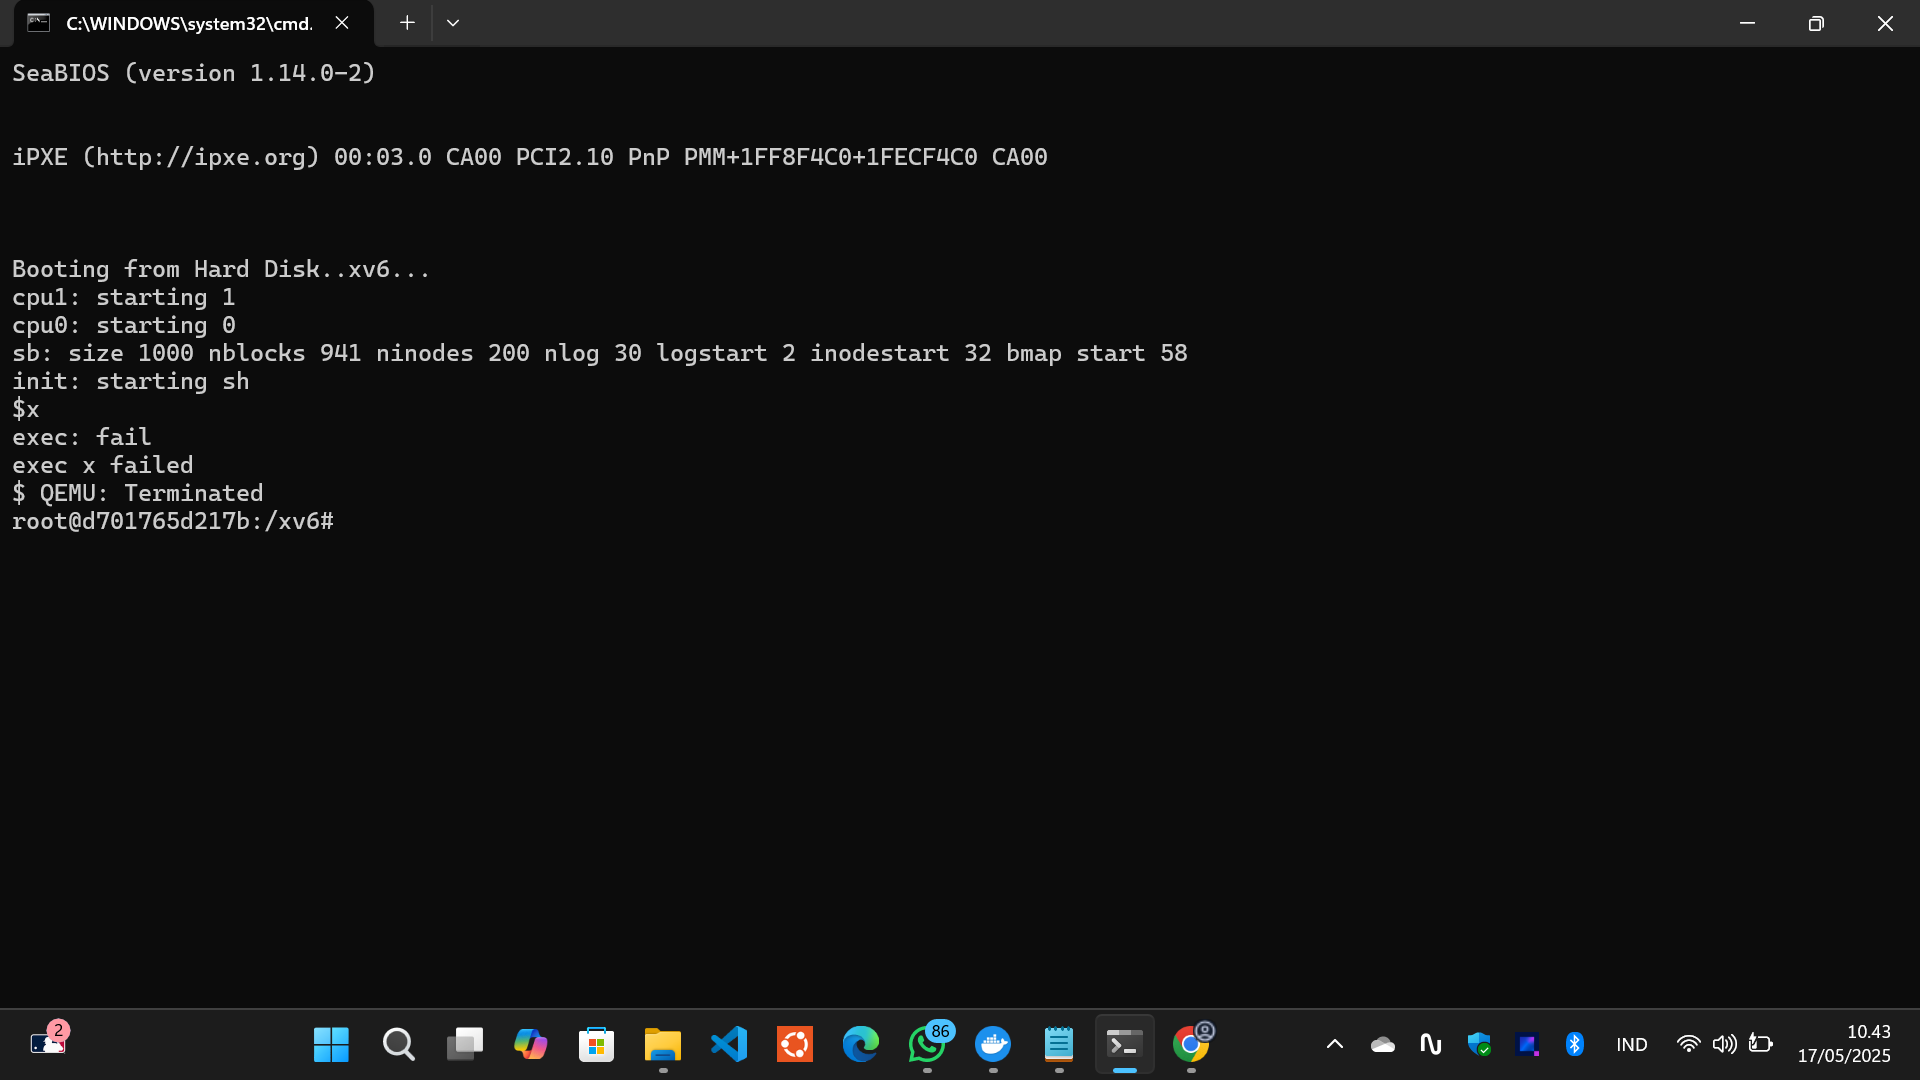 C:\WINDOWS\system32\cmd.
SeaBIOS (version 1.14.0-2)
iPXE (http://ipxe.org) 00:03.0 CA00 PCI2.10 PnP PMM+1FF8F4C0+1FECF4C0 CA00
Booting from Hard Disk..xv6...
cpu1: starting 1
cpu0: starting 0
sb: size 1000 nblocks 941 ninodes 200 nlog 30 logstart 2 inodestart 32 bmap start 58
init: starting sh
$x
exec: fail
exec x failed
$ QEMU: Terminated
root@d701765d217b:/xv6#
2
86
IND
10.43
17/05/2025